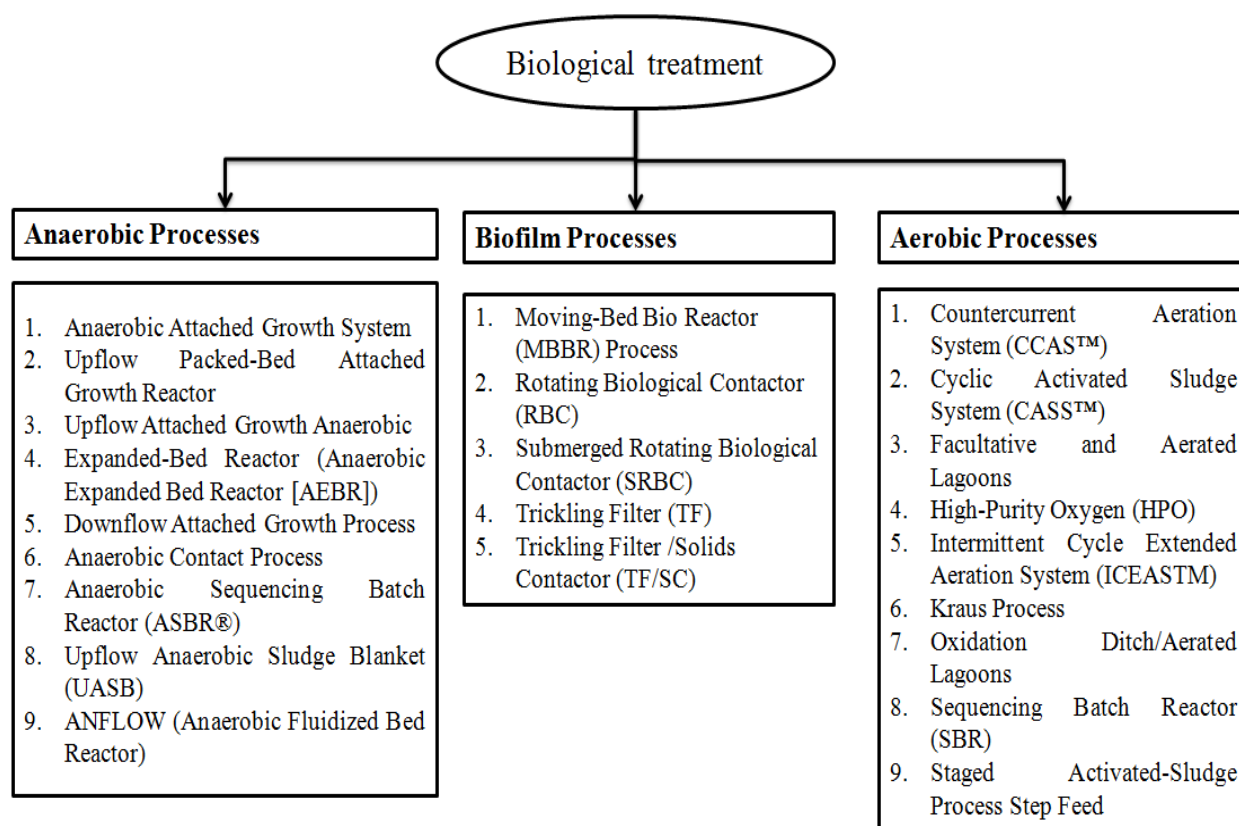 Biological treatment
Anaerobic Processes
1. Anaerobic Attached Growth System
2. Upflow Packed-Bed Attached
Growth Reactor
3. Upflow Attached Growth Anaerobic
4. Expanded-Bed Reactor (Anaerobic
Expanded Bed Reactor [AEBR])
5. Downflow Attached Growth Process
6. Anaerobic Contact Process
7. Anaerobic Sequencing Batch
Reactor (ASBR®)
8. Upflow Anaerobic Sludge Blanket
(UASB)
9. ANFLOW (Anaerobic Fluidized Bed
Reactor)
Biofilm Processes
1. Moving-Bed Bio Reactor
(MBBR) Process
2. Rotating Biological Contactor
(RBC)
3. Submerged Rotating Biological
Contactor (SRBC)
4. Trickling Filter (TF)
5. Trickling Filter /Solids
Contactor (TF/SC)
Aerobic Processes
1. Countercurrent Aeration
System (CCAS™)
2. Cyclic Activated Sludge
System (CASS™)
3. Facultative and Aerated
Lagoons
4. High-Purity Oxygen (HPO)
5. Intermittent Cycle Extended
Aeration System (ICEASTM)
6. Kraus Process
7. Oxidation Ditch/Aerated
Lagoons
8. Sequencing Batch Reactor
(SBR)
9. Staged Activated-Sludge
Process Step Feed